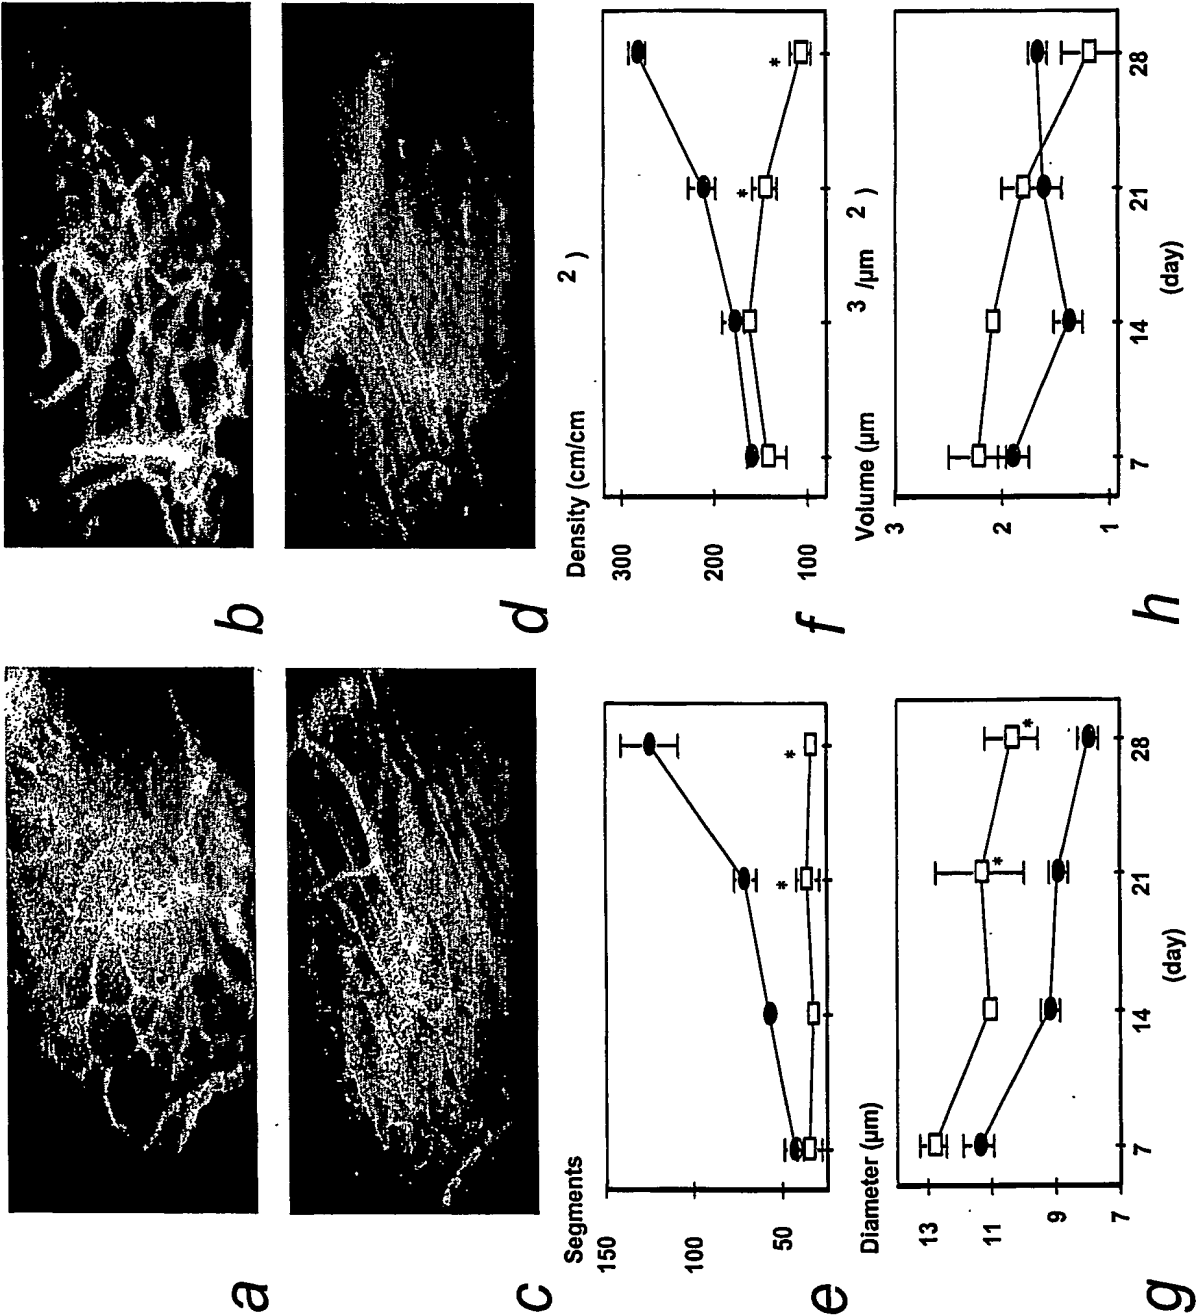 a
b
c
d
e
Segments
150
100
50
*
*
f
Density (cm/cm 2 )
300
200
100
*
*
g
Diameter (µm)
13
11
9
7
*
*
7
14
21
28
(day)
h
Volume (µm 3 /µm 2 )
3
2
1
7
14
21
28
(day)